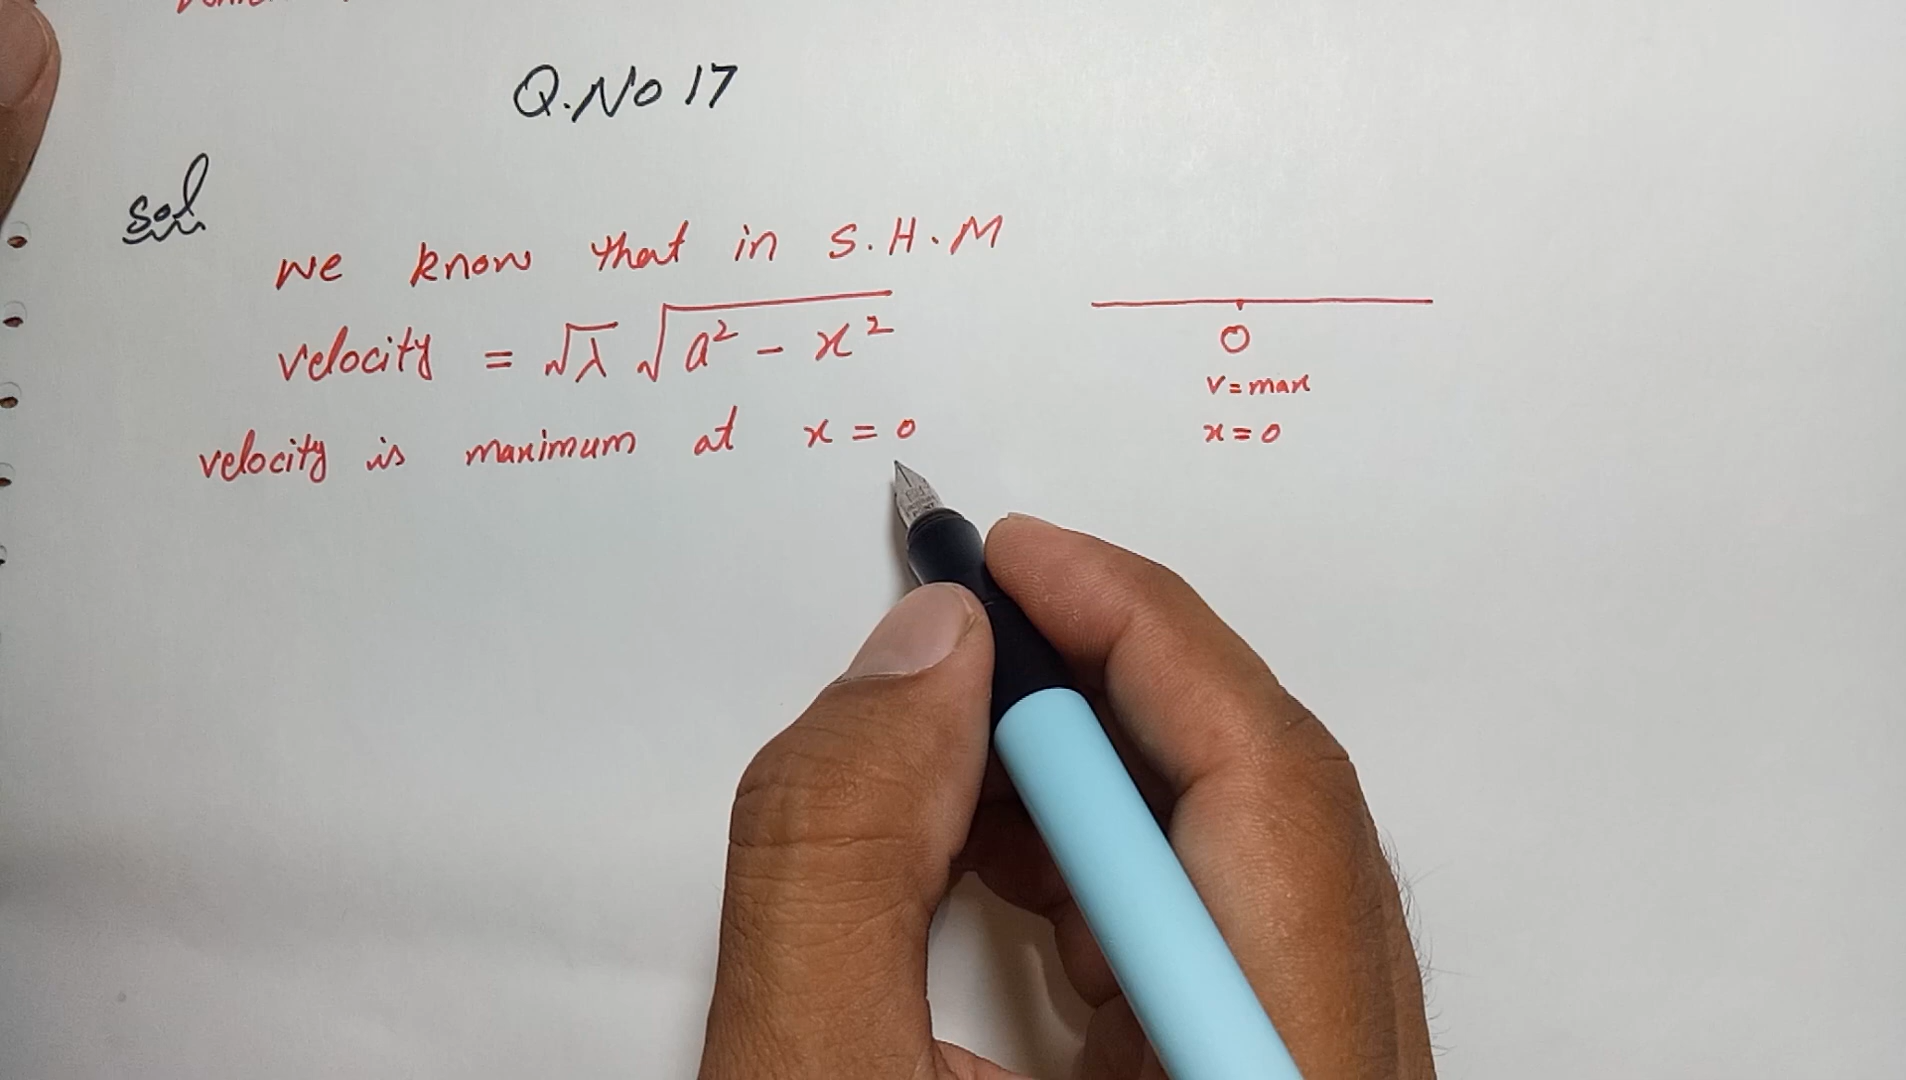 Q.No 17
sol
we know that in S.H.M
velocity = √λ √a² - x²
velocity is maximum at x = 0
O
v = max
x = 0